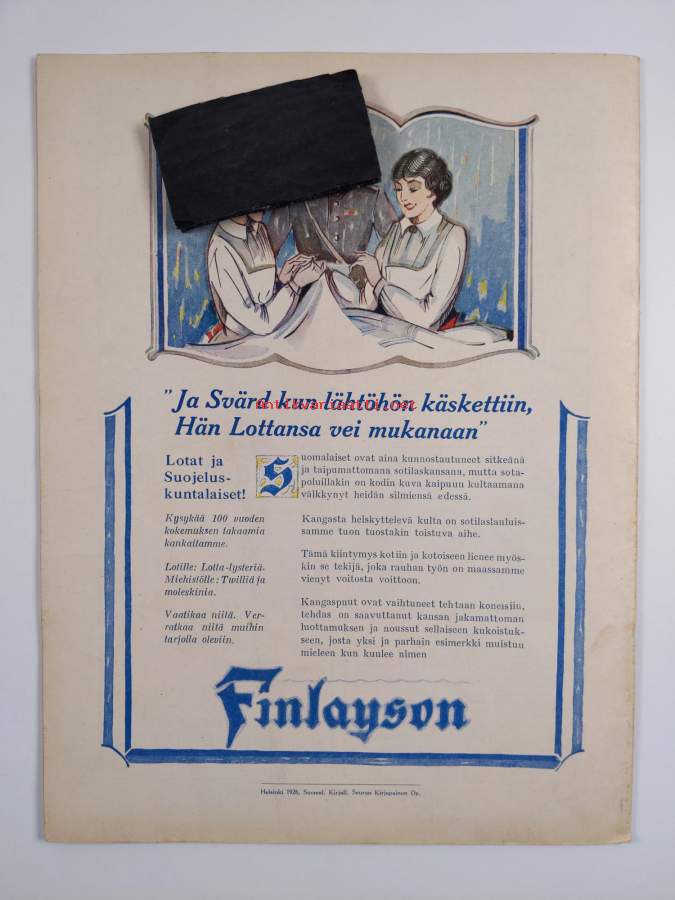 "Ja Svärd kun lähtöhön käskettiin,
antikvariaatti.net
Hän Lottansa vei mukanaan"
Lotat ja
Suojelus-
kuntalaiset!
Kysykää 100 vuoden
kokemuksen takaamia
kankaitamme.
Lotille: Lotta-lysteriä.
Miehistölle: Twilliä ja
moleskinia.
Vaatikaa niitä. Ver-
ratkaa niitä muihin
tarjolla oleviin.
Suomalaiset ovat aina kunnostautuneet sitkeänä
ja taipumattomana sotilaskansana, mutta sota-
poluillakin on kodin kuva kaipuun kultaamana
välkkynyt heidän silmiensä edessä.
Kangasta helskyttelevä kulta on sotilaslauluis-
samme tuon tuostakin toistuva aihe.
Tämä kiintymys kotiin ja kotoiseen lienee myös-
kin se tekijä, joka rauhan työn on maassamme
vienyt voitosta voittoon.
Kangaspuut ovat vaihtuneet tehtaan koneisiin,
tehdas on saavuttanut kansan jakamattoman
luottamuksen ja noussut sellaiseen kukoistuk-
seen, josta yksi ja parhain esimerkki muistuu
mieleen kun kuulee nimen
Finlayson
Helsinki 1928, Suomal. Kirjall. Seuran Kirjapainon Oy.